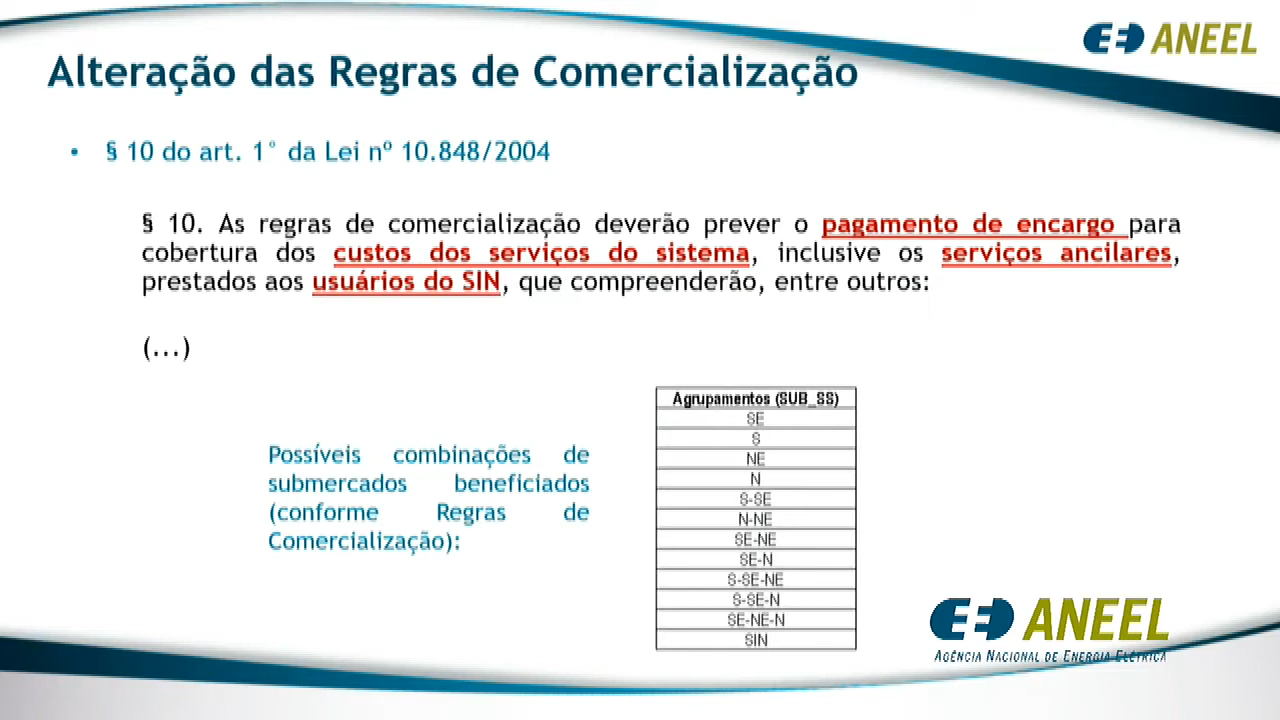 ANEEL
Alteração das Regras de Comercialização
• § 10 do art. 1° da Lei nº 10.848/2004
§ 10. As regras de comercialização deverão prever o pagamento de encargo para
cobertura dos custos dos serviços do sistema, inclusive os serviços ancilares,
prestados aos usuários do SIN, que compreenderão, entre outros:
(...)
Possíveis combinações de
submercados beneficiados
(conforme Regras de
Comercialização):
Agrupamentos (SUB_SS)
SE
S
NE
N
S-SE
N-NE
SE-NE
SE-N
S-SE-NE
S-SE-N
SE-NE-N
SIN
ANEEL
AGÊNCIA NACIONAL DE ENERGIA ELÉTRICA